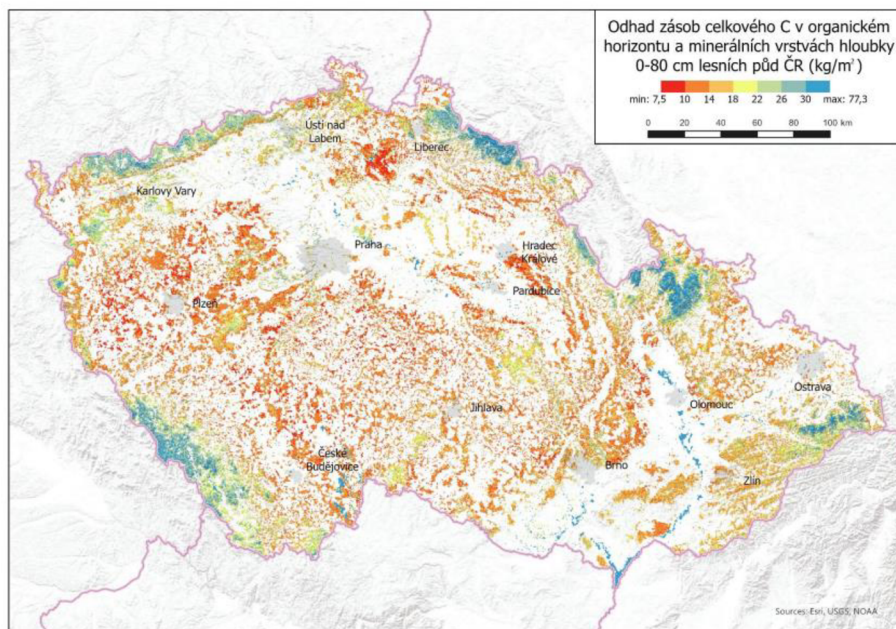 Odhad zásob celkového C v organickém
horizontu a minerálních vrstvách hloubky
0-80 cm lesních půd ČR (kg/m²)
min: 7,5 10 14 18 22 26 30 max: 77,3
0 20 40 60 80 100 km
Ústí nad
Labem
Liberec
Karlovy Vary
Praha
Hradec
Králové
Pardubice
Plzeň
Ostrava
Olomouc
Jihlava
České
Budějovice
Brno
Zlín
Sources: Esri, USGS, NOAA